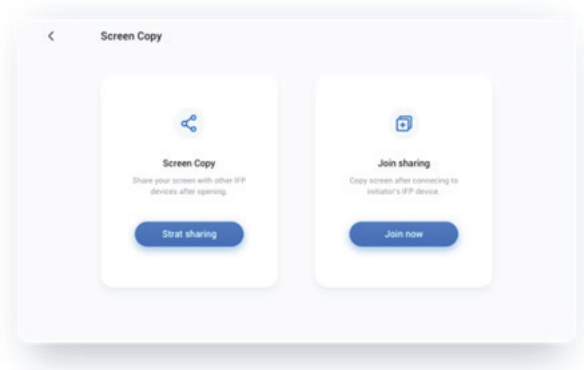 Screen Copy
Screen Copy
Share your screen with other IFP
devices after opening.
Strat sharing
Join sharing
Copy screen after connecing to
initiator's IFP device.
Join now